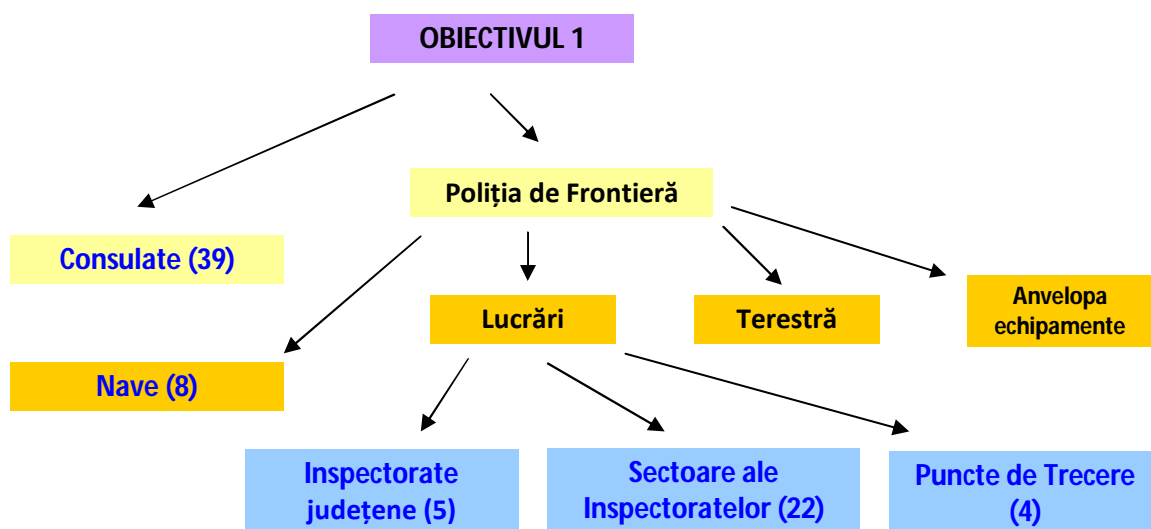 OBIECTIVUL 1
Poliția de Frontieră
Consulate (39)
Lucrări
Terestră
Anvelopa
echipamente
Nave (8)
Inspectorate
județene (5)
Sectoare ale
Inspectoratelor (22)
Puncte de Trecere
(4)